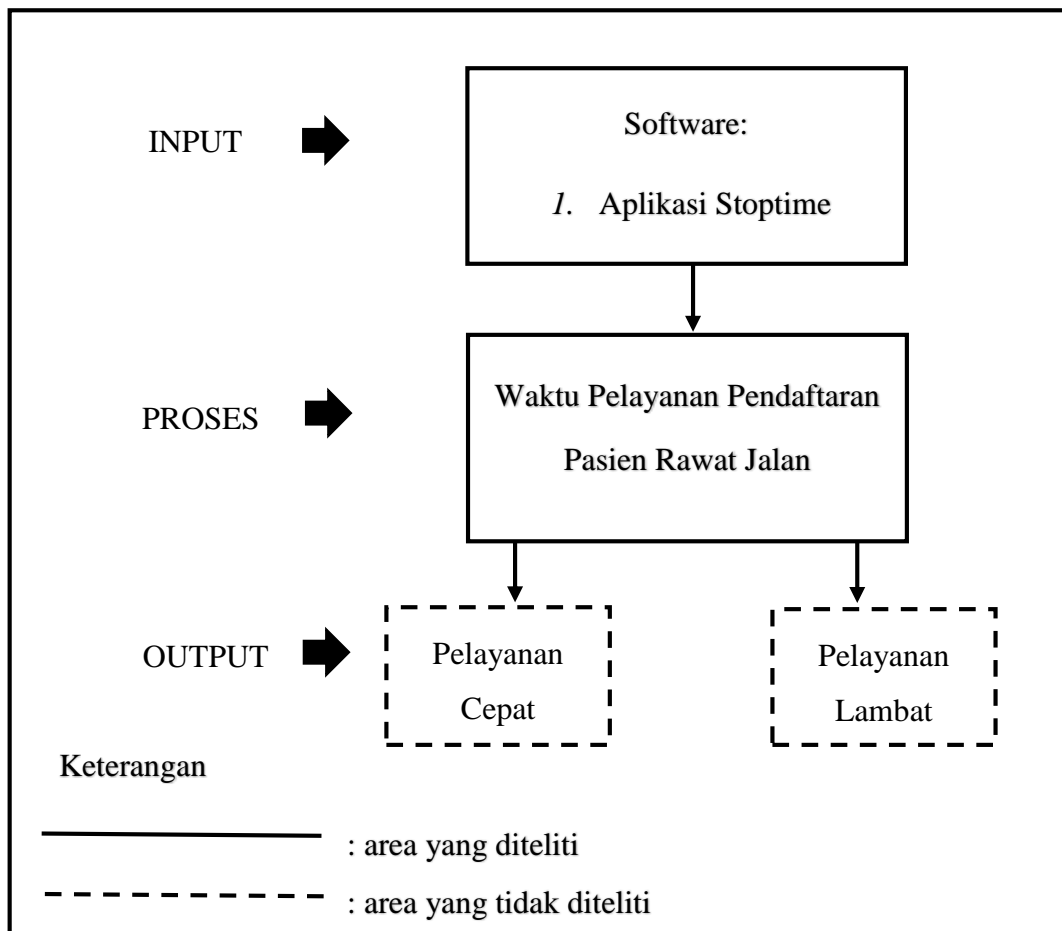 INPUT
Software:
1. Aplikasi Stoptime
PROSES
Waktu Pelayanan Pendaftaran
Pasien Rawat Jalan
OUTPUT
Pelayanan
Cepat
Pelayanan
Lambat
Keterangan
: area yang diteliti
: area yang tidak diteliti